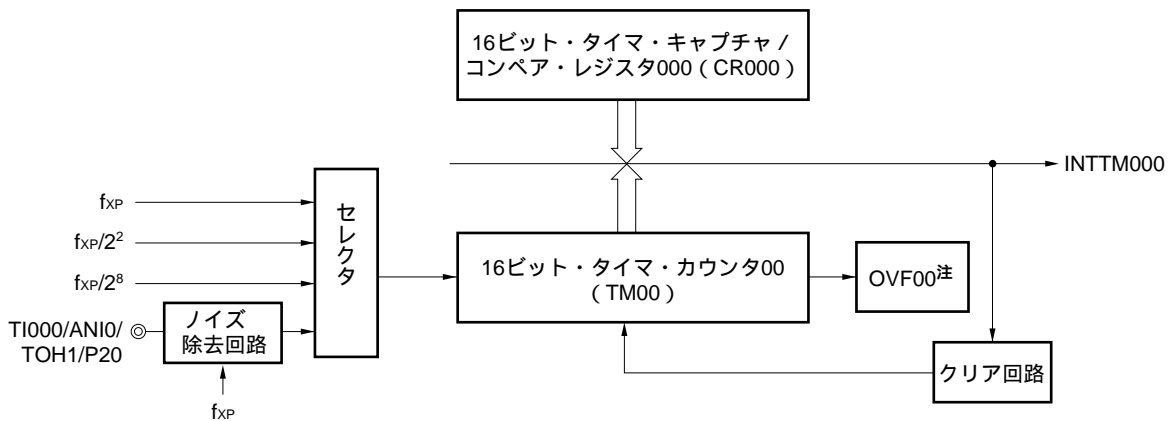 16ビット・タイマ・キャプチャ /
コンペア・レジスタ000 ( CR000 )
INTTM000
fXP
fXP/2²
fXP/2⁸
セレクタ
16ビット・タイマ・カウンタ00
( TM00 )
OVF00注
TI000/ANI0/
TOH1/P20
ノイズ
除去回路
クリア回路
fXP